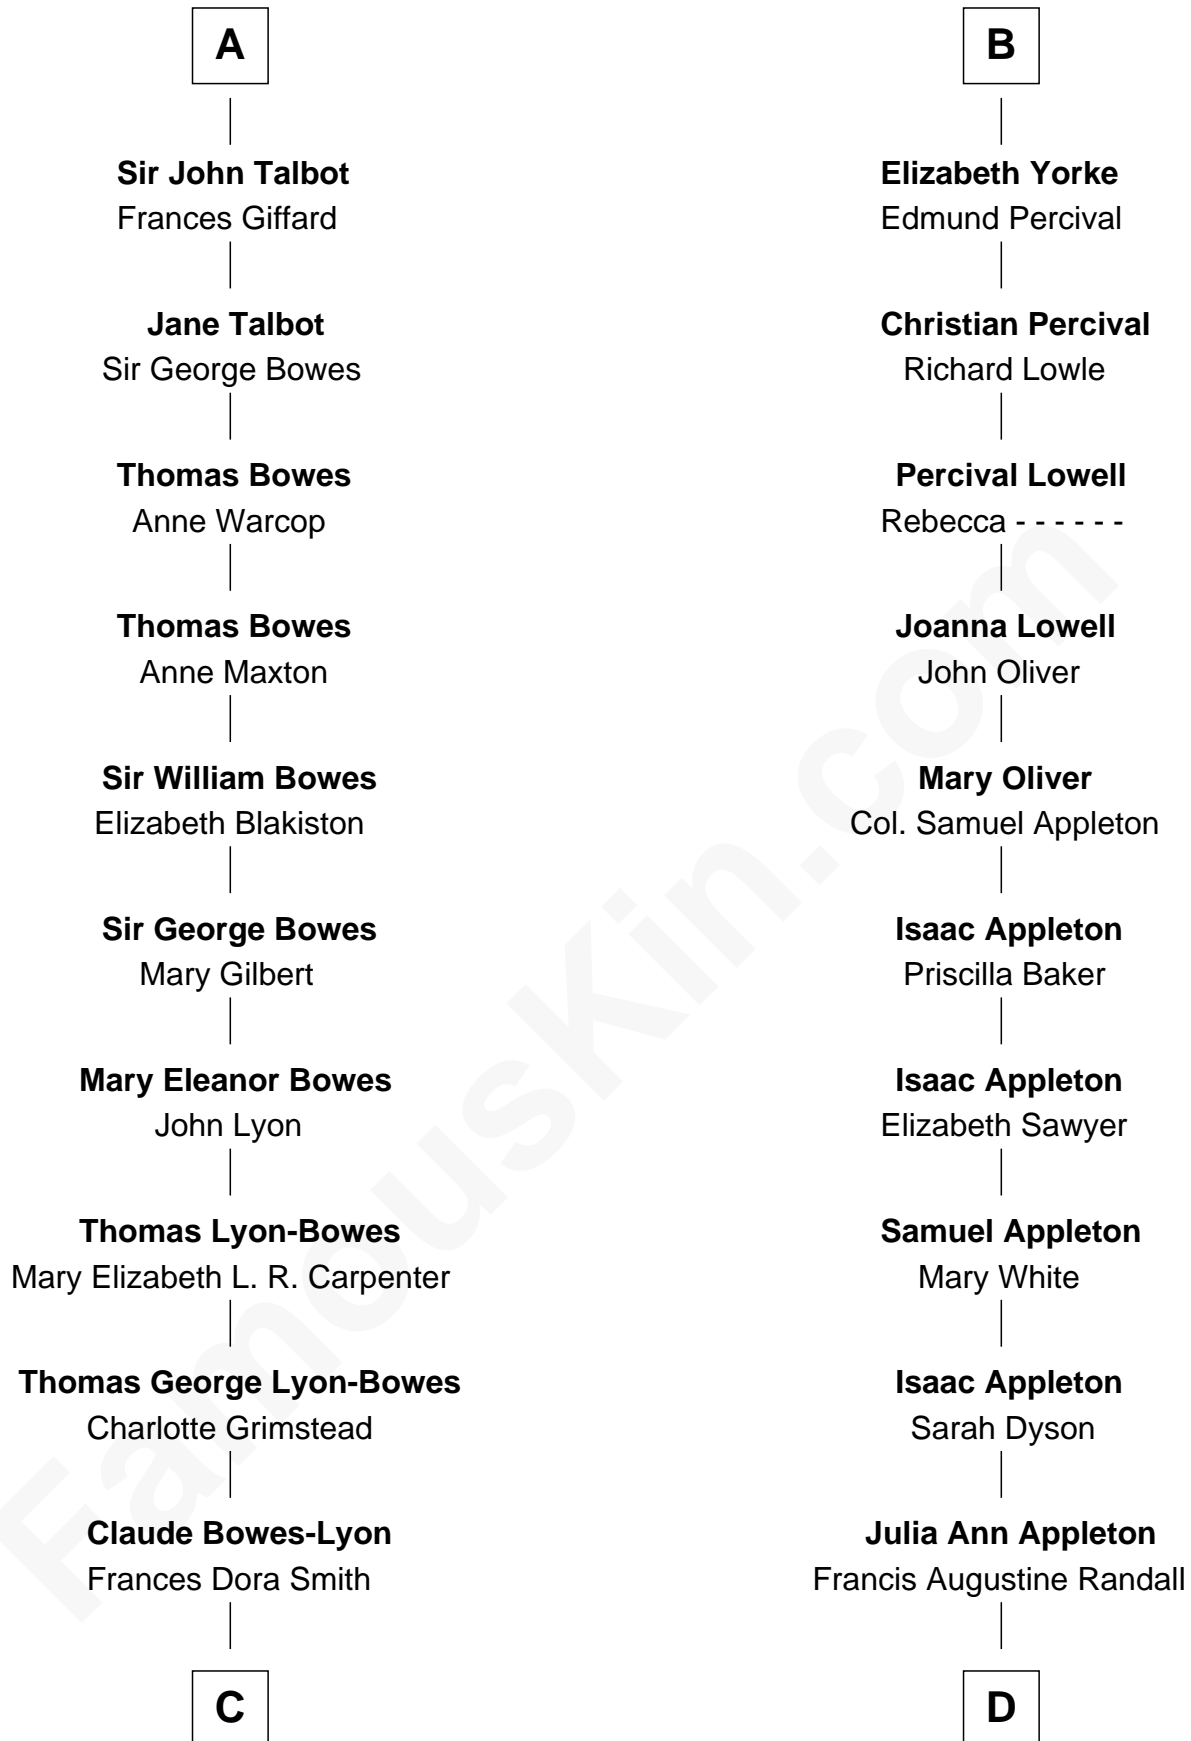 A
Sir John Talbot
Frances Giffard
Jane Talbot
Sir George Bowes
Thomas Bowes
Anne Warcop
Thomas Bowes
Anne Maxton
Sir William Bowes
Elizabeth Blakiston
Sir George Bowes
Mary Gilbert
Mary Eleanor Bowes
John Lyon
Thomas Lyon-Bowes
Mary Elizabeth L. R. Carpenter
Thomas George Lyon-Bowes
Charlotte Grimstead
Claude Bowes-Lyon
Frances Dora Smith
C
B
Elizabeth Yorke
Edmund Percival
Christian Percival
Richard Lowle
Percival Lowell
Rebecca - - - - - -
Joanna Lowell
John Oliver
Mary Oliver
Col. Samuel Appleton
Isaac Appleton
Priscilla Baker
Isaac Appleton
Elizabeth Sawyer
Samuel Appleton
Mary White
Isaac Appleton
Sarah Dyson
Julia Ann Appleton
Francis Augustine Randall
D
FamousKin.com